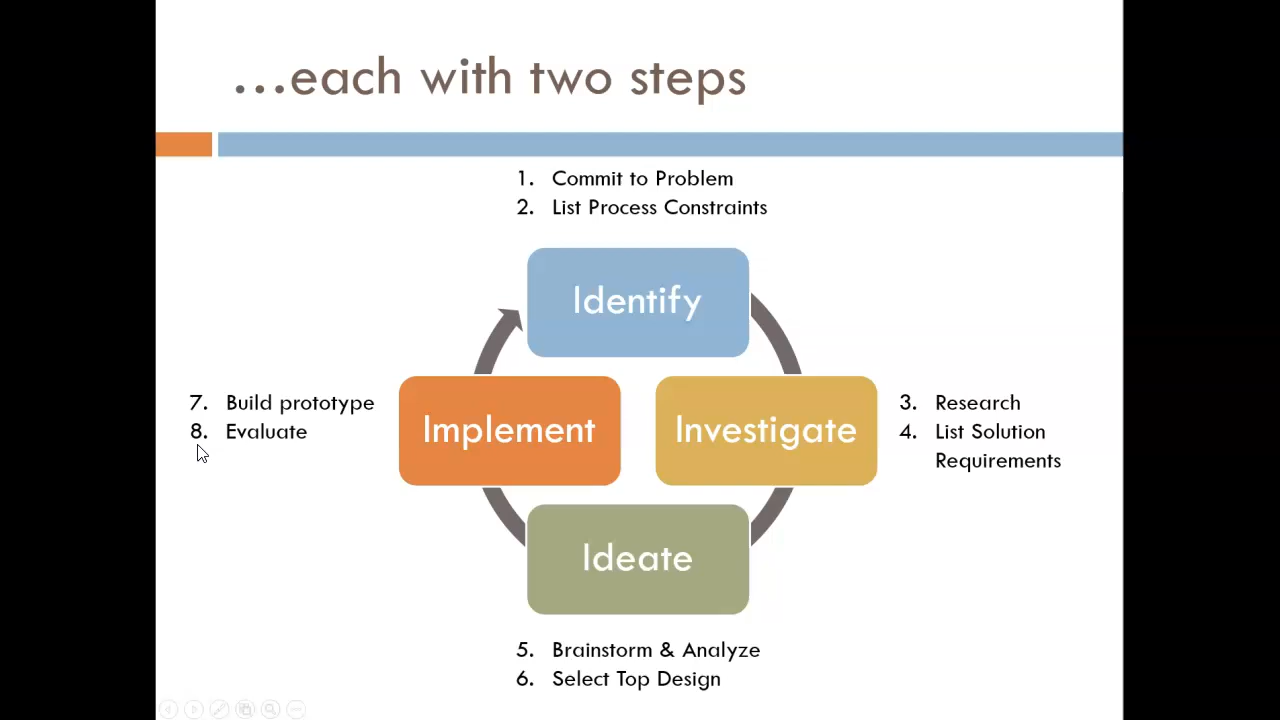 ...each with two steps
1. Commit to Problem
2. List Process Constraints
Identify
7. Build prototype
8. Evaluate
Implement
Investigate
3. Research
4. List Solution
Requirements
Ideate
5. Brainstorm & Analyze
6. Select Top Design